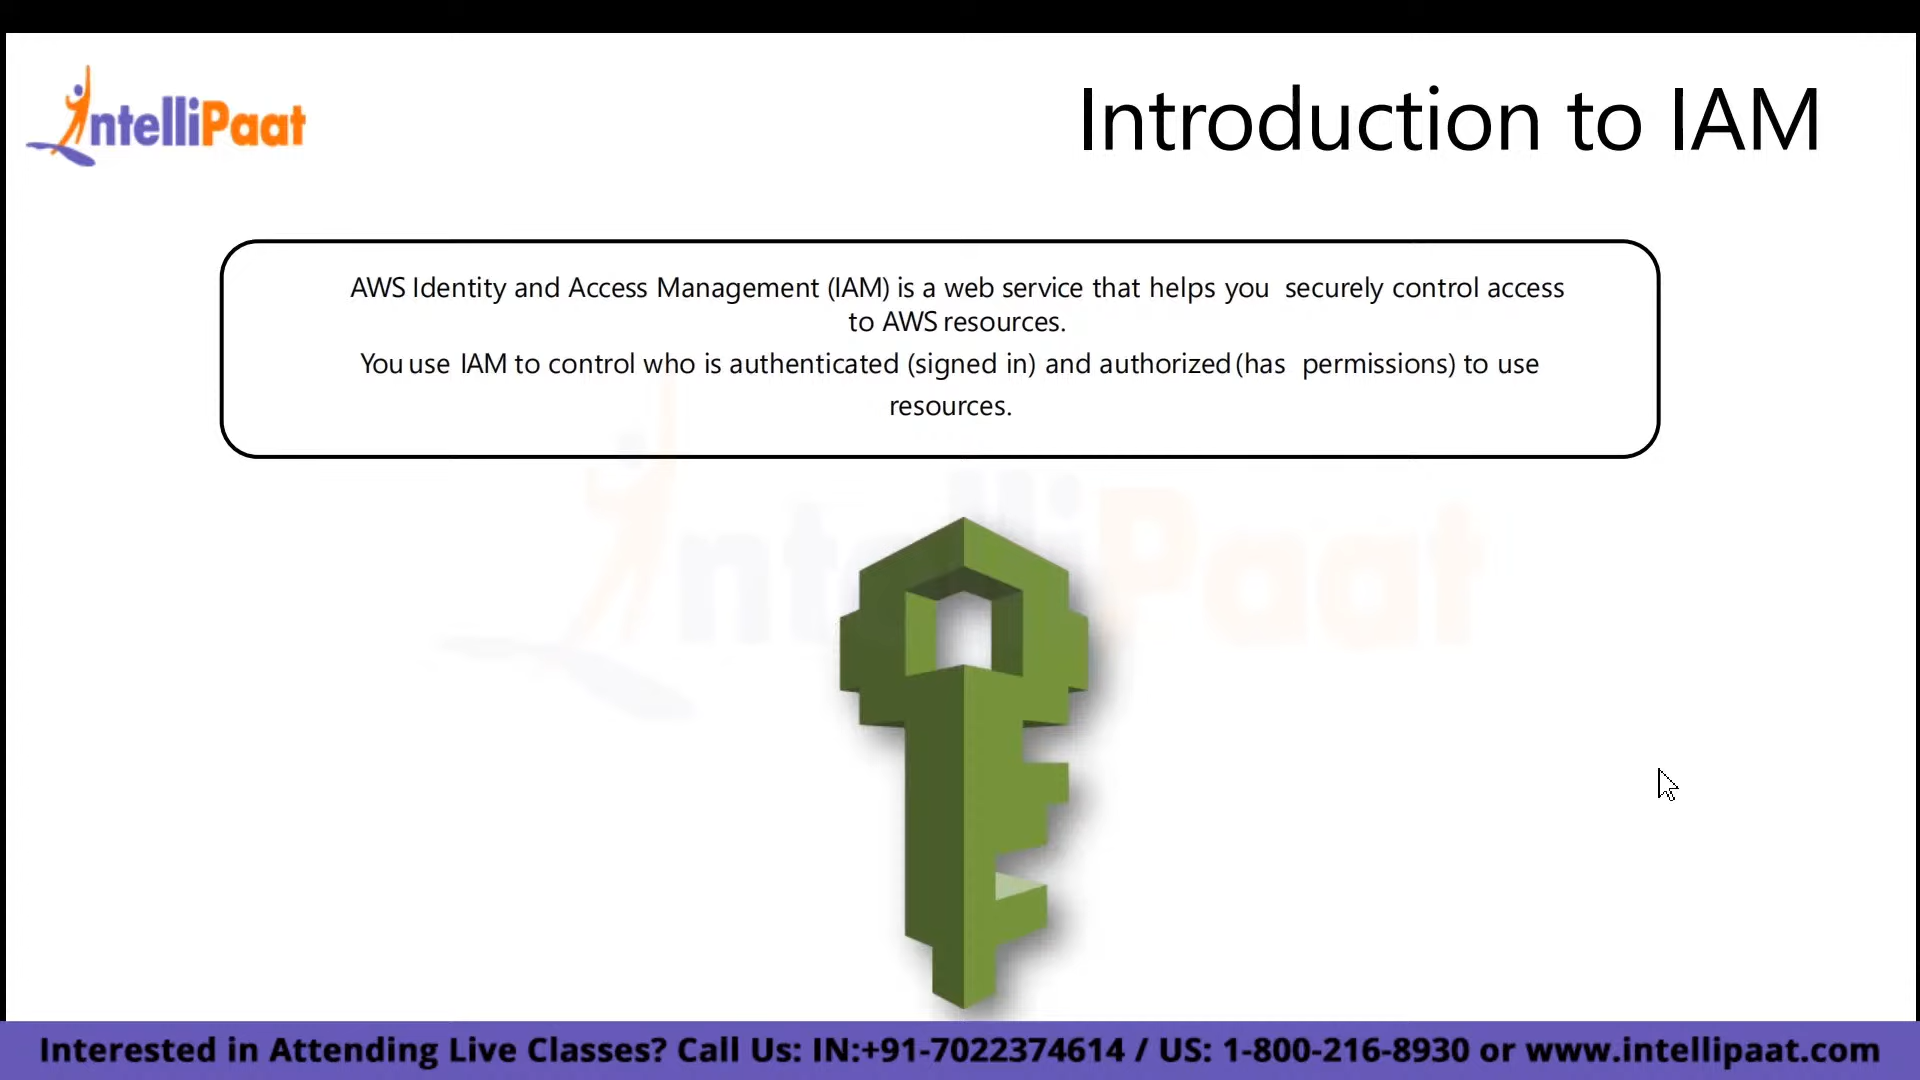 IntelliPaat
Introduction to IAM
AWS Identity and Access Management (IAM) is a web service that helps you securely control access
to AWS resources.
You use IAM to control who is authenticated (signed in) and authorized (has permissions) to use
resources.
IntelliPaat
Interested in Attending Live Classes? Call Us: IN:+91-7022374614 / US: 1-800-216-8930 or www.intellipaat.com